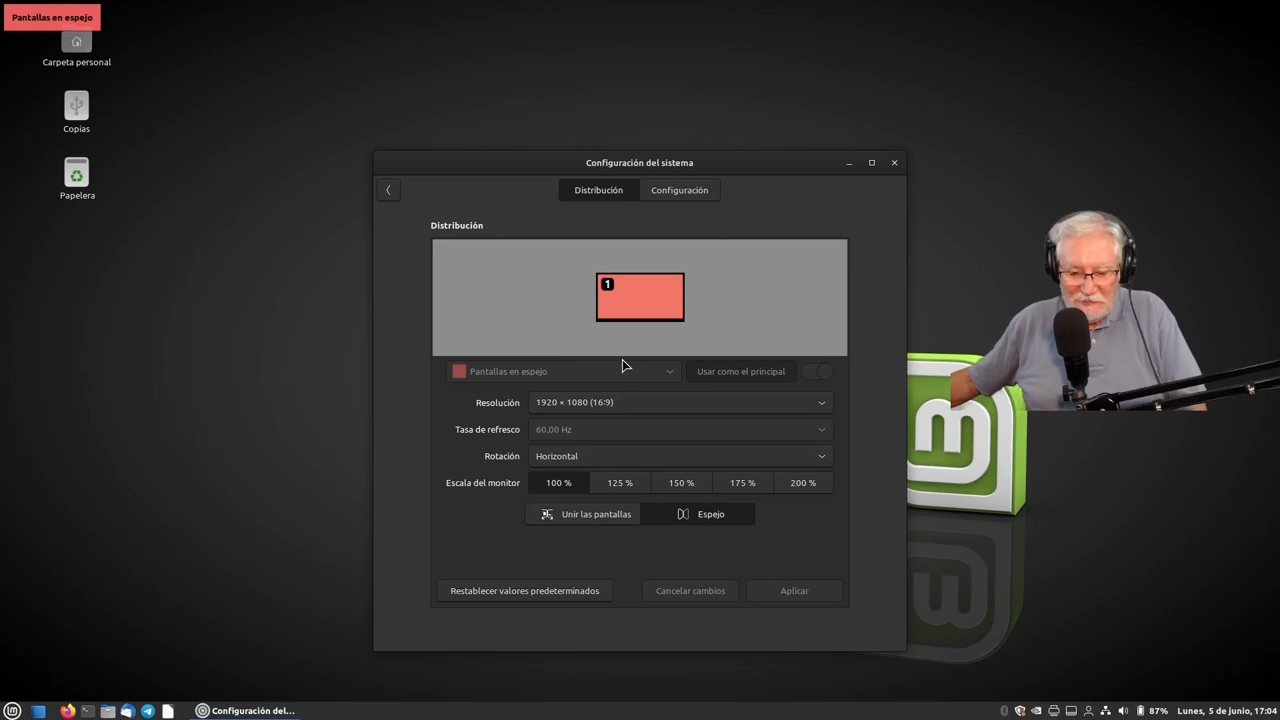 Pantallas en espejo
Carpeta personal
Copias
Papelera
Configuración del sistema
Distribución Configuración
Distribución
1
Pantallas en espejo Usar como el principal
Resolución 1920 × 1080 (16:9)
Tasa de refresco 60,00 Hz
Rotación Horizontal
Escala del monitor 100 % 125 % 150 % 175 % 200 %
Unir las pantallas Espejo
Restablecer valores predeterminados Cancelar cambios Aplicar
Configuración del... 87% Lunes, 5 de junio, 17:04